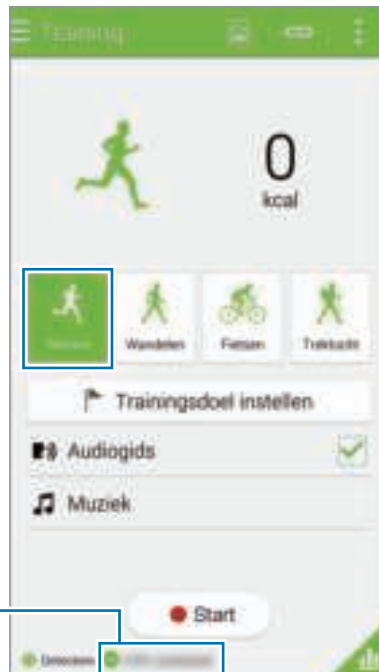 Training
0
kcal
Wandelen Fietsen Trektocht
Trainingsdoel instellen
Audiogids
Muziek
Start